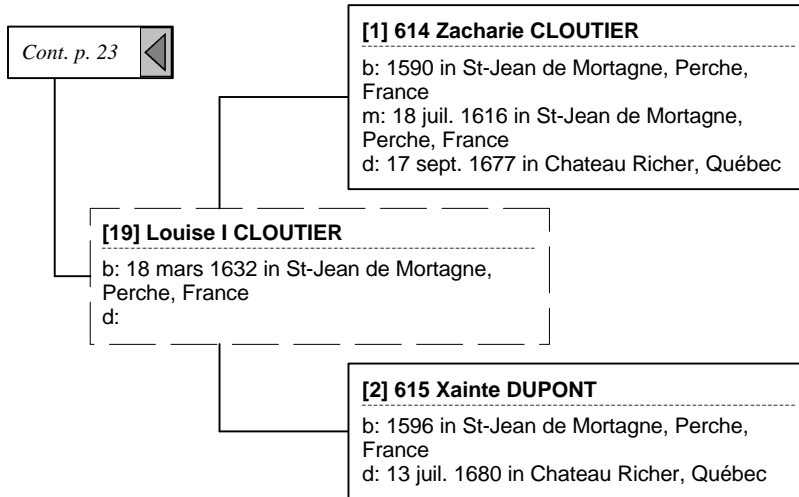 Cont. p. 23
[1] 614 Zacharie CLOUTIER
b: 1590 in St-Jean de Mortagne, Perche,
France
m: 18 juil. 1616 in St-Jean de Mortagne,
Perche, France
d: 17 sept. 1677 in Chateau Richer, Québec
[19] Louise I CLOUTIER
b: 18 mars 1632 in St-Jean de Mortagne,
Perche, France
d:
[2] 615 Xainte DUPONT
b: 1596 in St-Jean de Mortagne, Perche,
France
d: 13 juil. 1680 in Chateau Richer, Québec